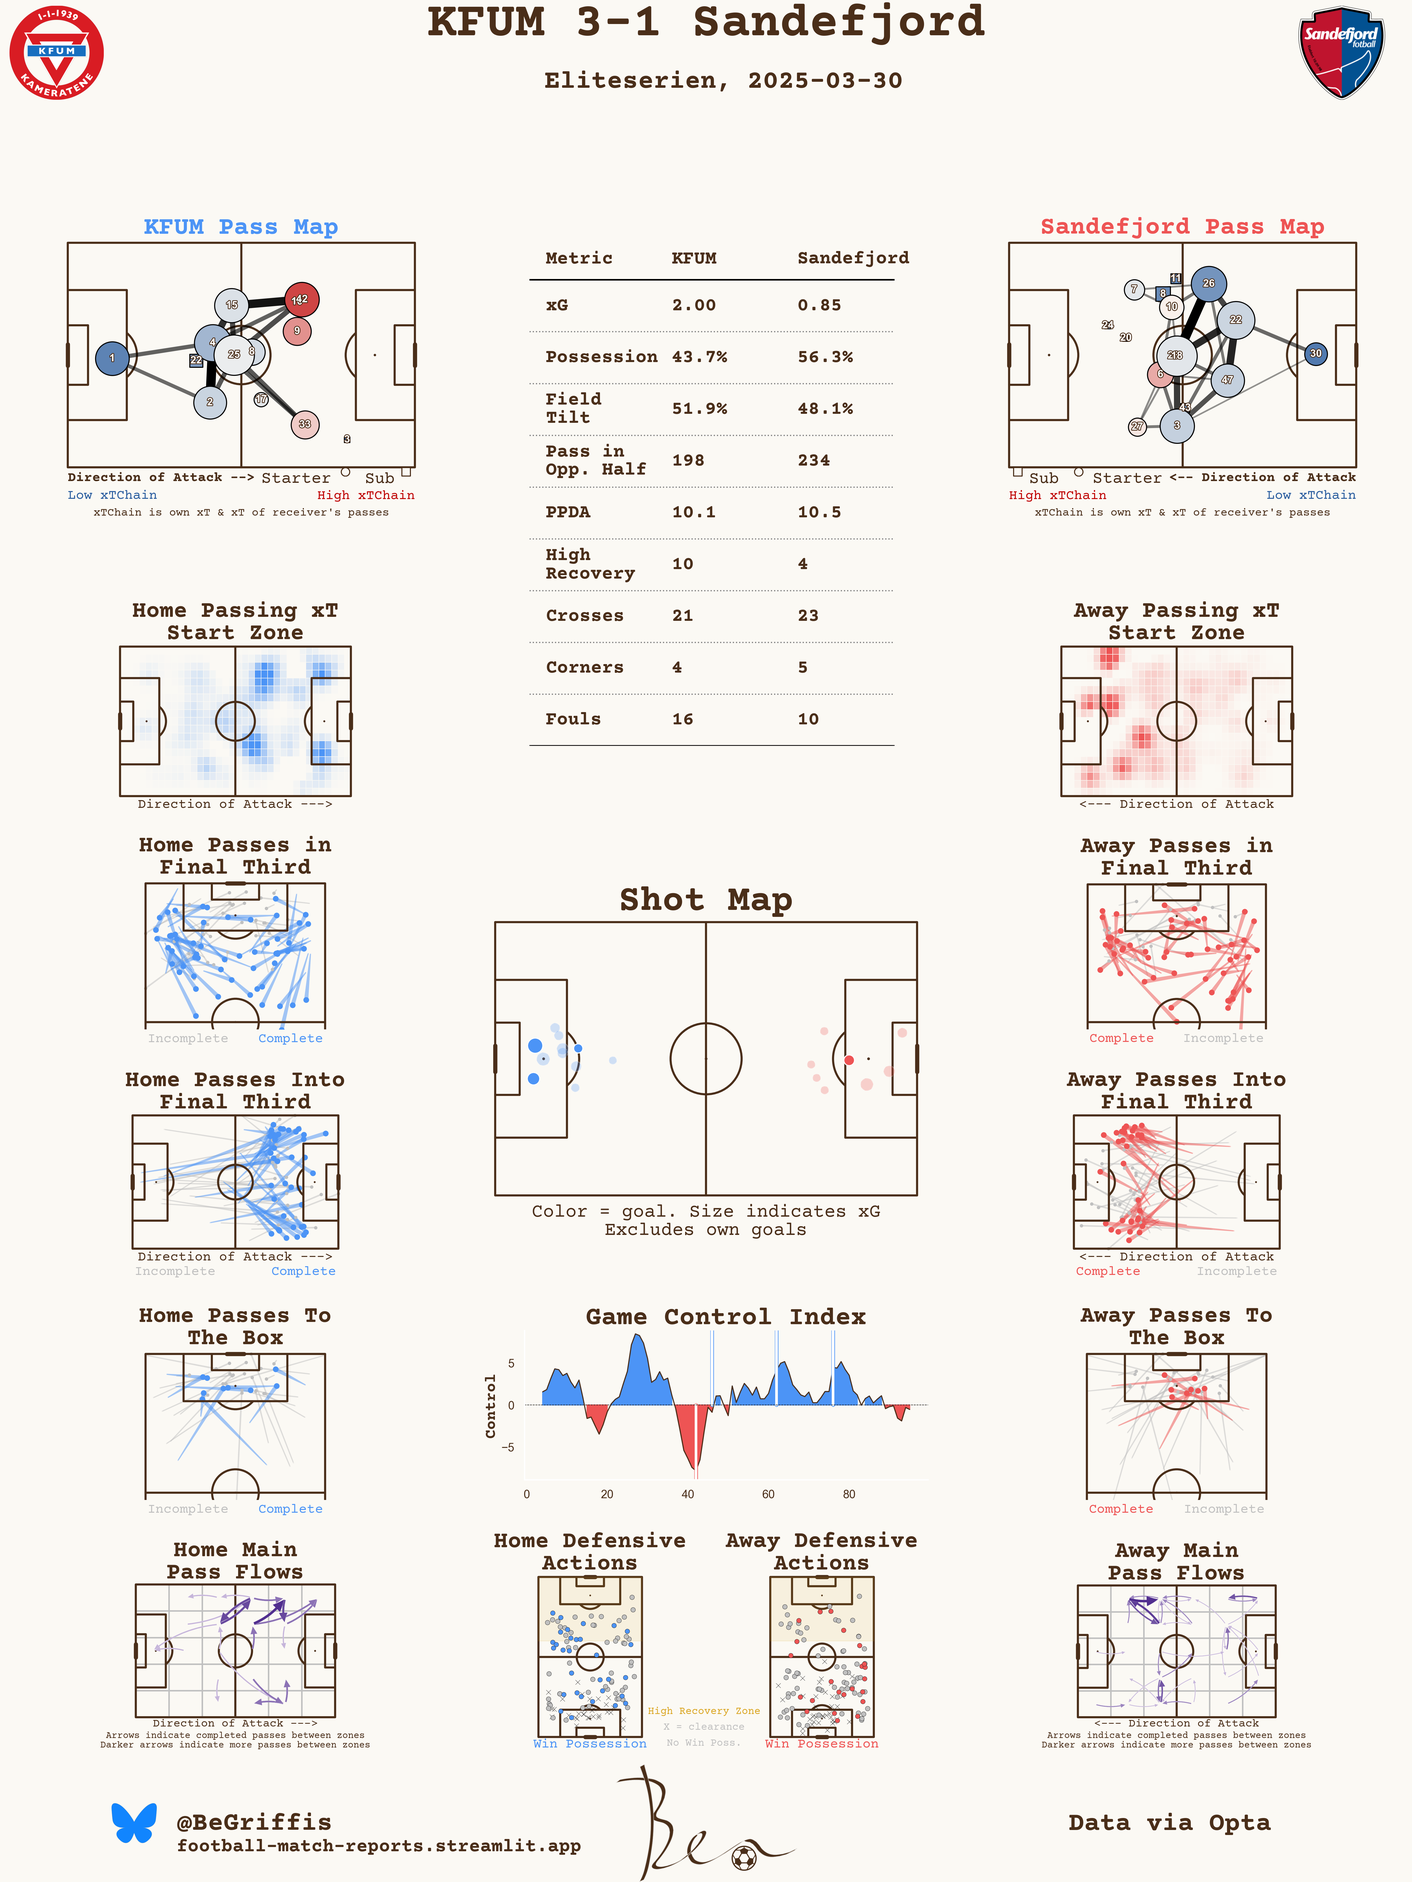 KFUM 3-1 Sandefjord
Eliteserien, 2025-03-30
1-1-1939
KFUM
KAMERATENE
Sandefjord
fotball
KFUM Pass Map
1
15
42
9
4
22
25
8
2
17
33
3
Direction of Attack --> Starter Sub
Low xTChain High xTChain
xTChain is own xT & xT of receiver's passes
Metric KFUM Sandefjord
xG 2.00 0.85
Possession 43.7% 56.3%
Field
Tilt 51.9% 48.1%
Pass in
Opp. Half 198 234
PPDA 10.1 10.5
High
Recovery 10 4
Crosses 21 23
Corners 4 5
Fouls 16 10
Sandefjord Pass Map
7
11
8
10
26
24
20
22
18
30
6
47
43
27
3
Sub Starter <-- Direction of Attack
High xTChain Low xTChain
xTChain is own xT & xT of receiver's passes
Home Passing xT
Start Zone
Direction of Attack --->
Away Passing xT
Start Zone
<--- Direction of Attack
Home Passes in
Final Third
Incomplete Complete
Away Passes in
Final Third
Complete Incomplete
Shot Map
Color = goal. Size indicates xG
Excludes own goals
Home Passes Into
Final Third
Direction of Attack --->
Incomplete Complete
Away Passes Into
Final Third
<--- Direction of Attack
Complete Incomplete
Home Passes To
The Box
Incomplete Complete
Game Control Index
Control
5
0
−5
0 20 40 60 80
Away Passes To
The Box
Complete Incomplete
Home Main
Pass Flows
Direction of Attack --->
Arrows indicate completed passes between zones
Darker arrows indicate more passes between zones
Home Defensive
Actions
Win Possession
Away Defensive
Actions
Win Possession
High Recovery Zone
X = clearance
No Win Poss.
Away Main
Pass Flows
<--- Direction of Attack
Arrows indicate completed passes between zones
Darker arrows indicate more passes between zones
@BeGriffis
football-match-reports.streamlit.app
Ben
Data via Opta